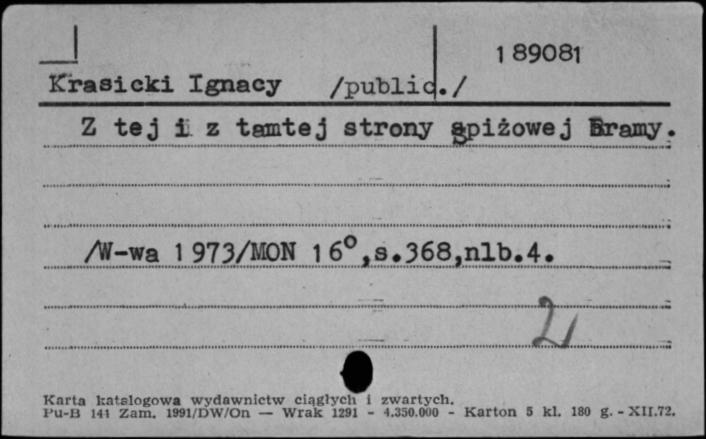 189081
Krasicki Ignacy /public./
Z tej i z tamtej strony spiżowej Bramy.
/W-wa 1973/MON 16°,s.368,nlb.4.
2
Karta katalogowa wydawnictw ciągłych i zwartych.
Pu-B 141 Zam. 1991/DW/On — Wrak 1291 - 4.350.000 - Karton 5 kl. 180 g. - XII.72.